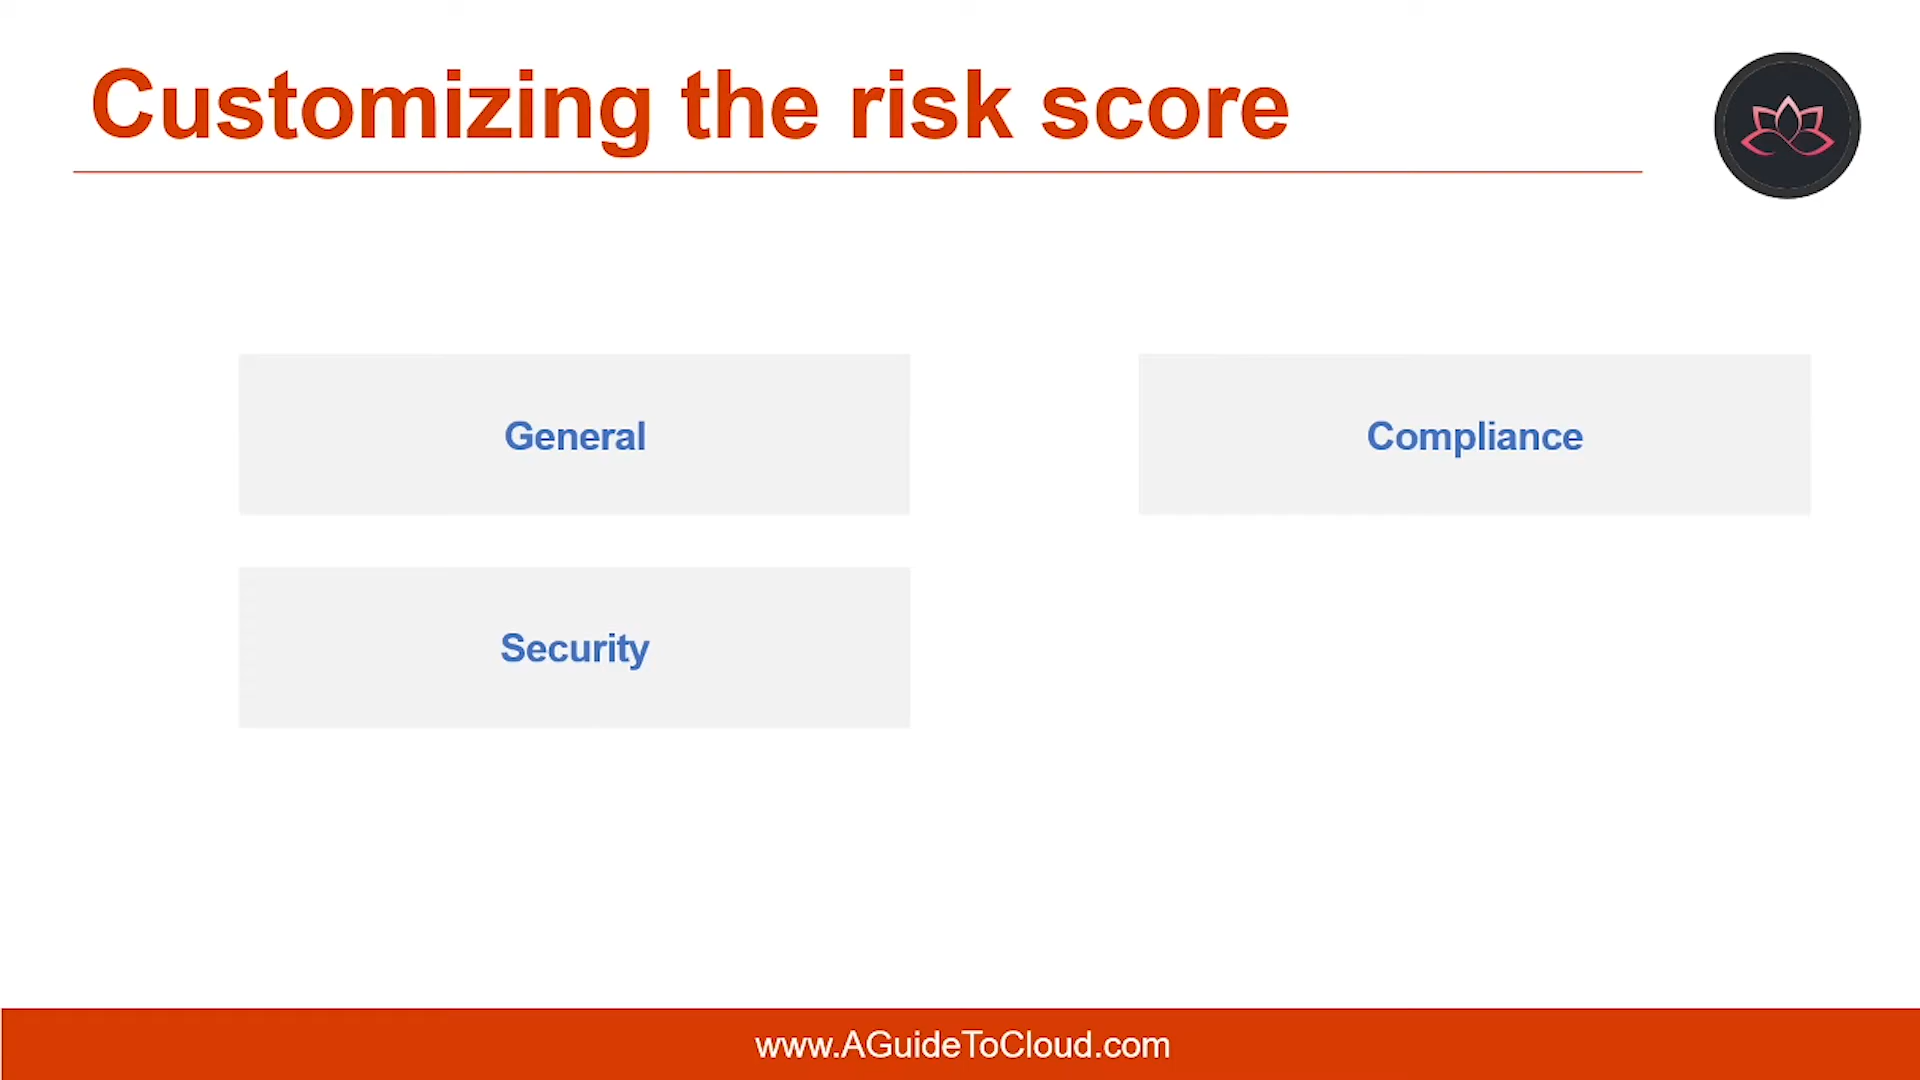 Customizing the risk score
General
Compliance
Security
www.AGuideToCloud.com